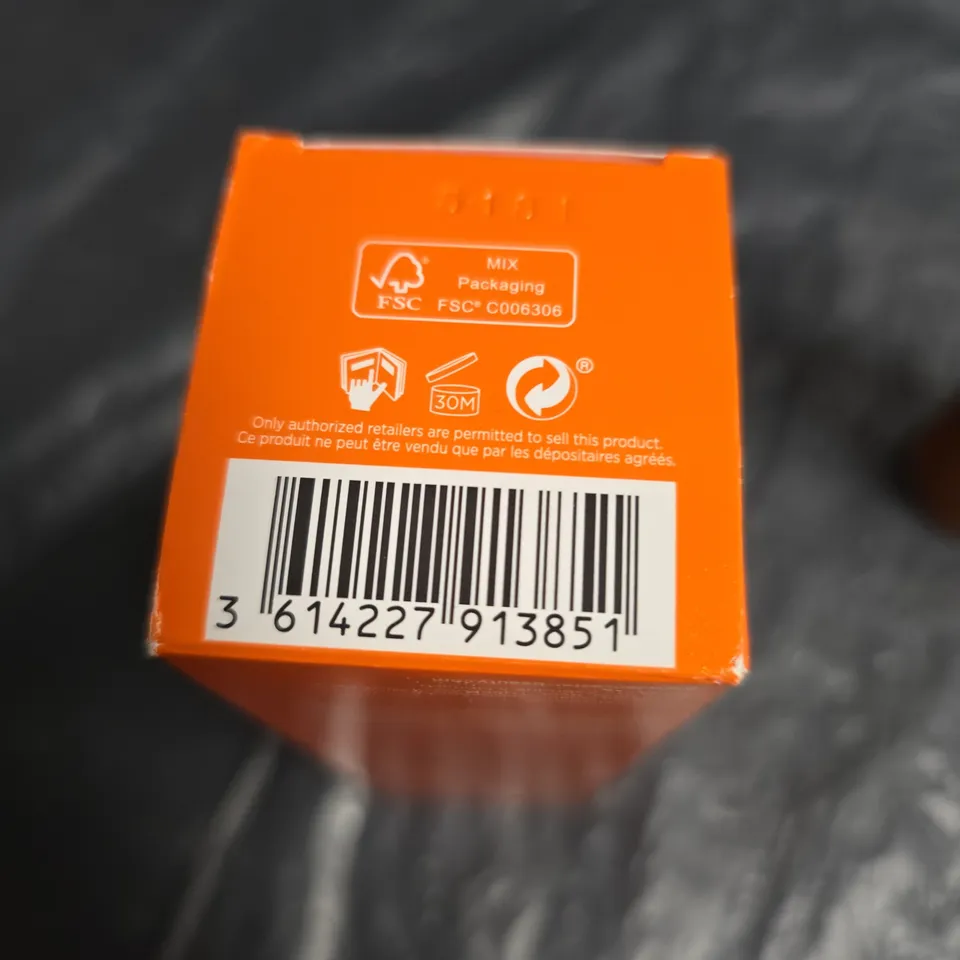 5131
MIX
Packaging
FSC® C006306
FSC
30M
®
Only authorized retailers are permitted to sell this product.
Ce produit ne peut être vendu que par les dépositaires agréés.
3 614227 913851